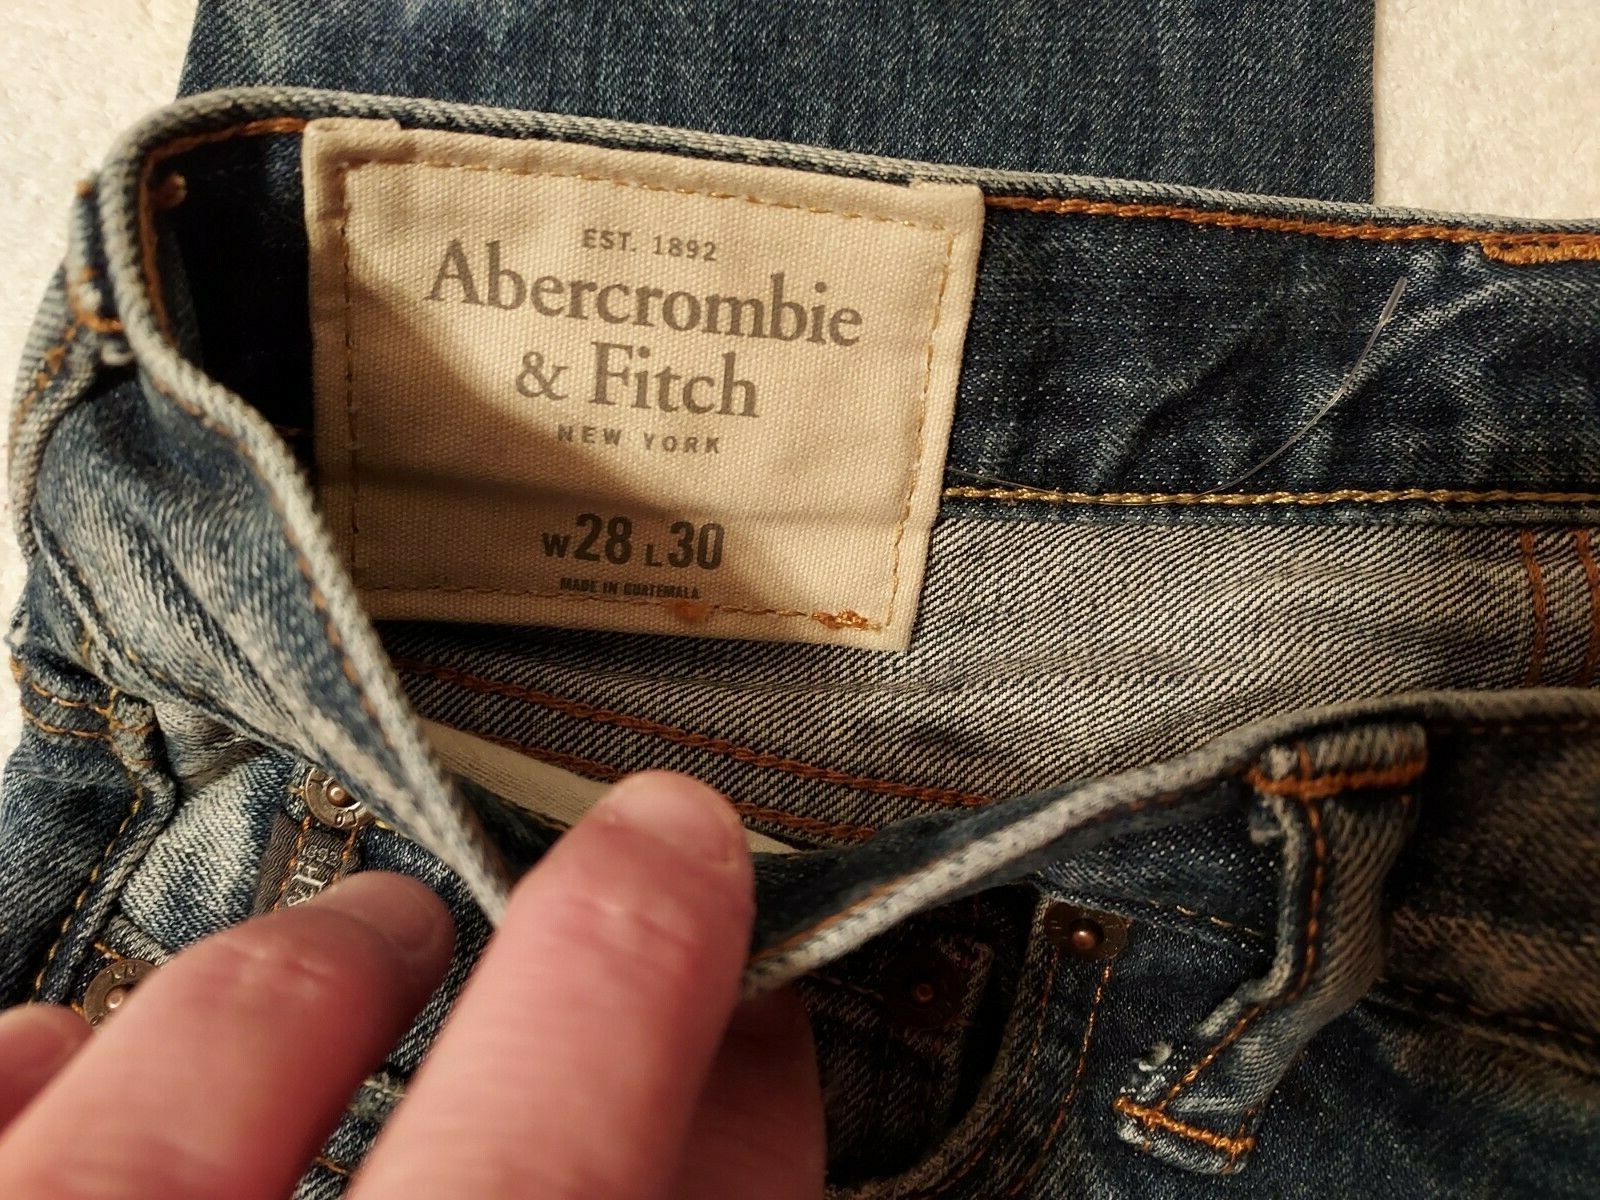 EST. 1892
Abercrombie
& Fitch
NEW YORK
W28 L30
MADE IN GUATEMALA